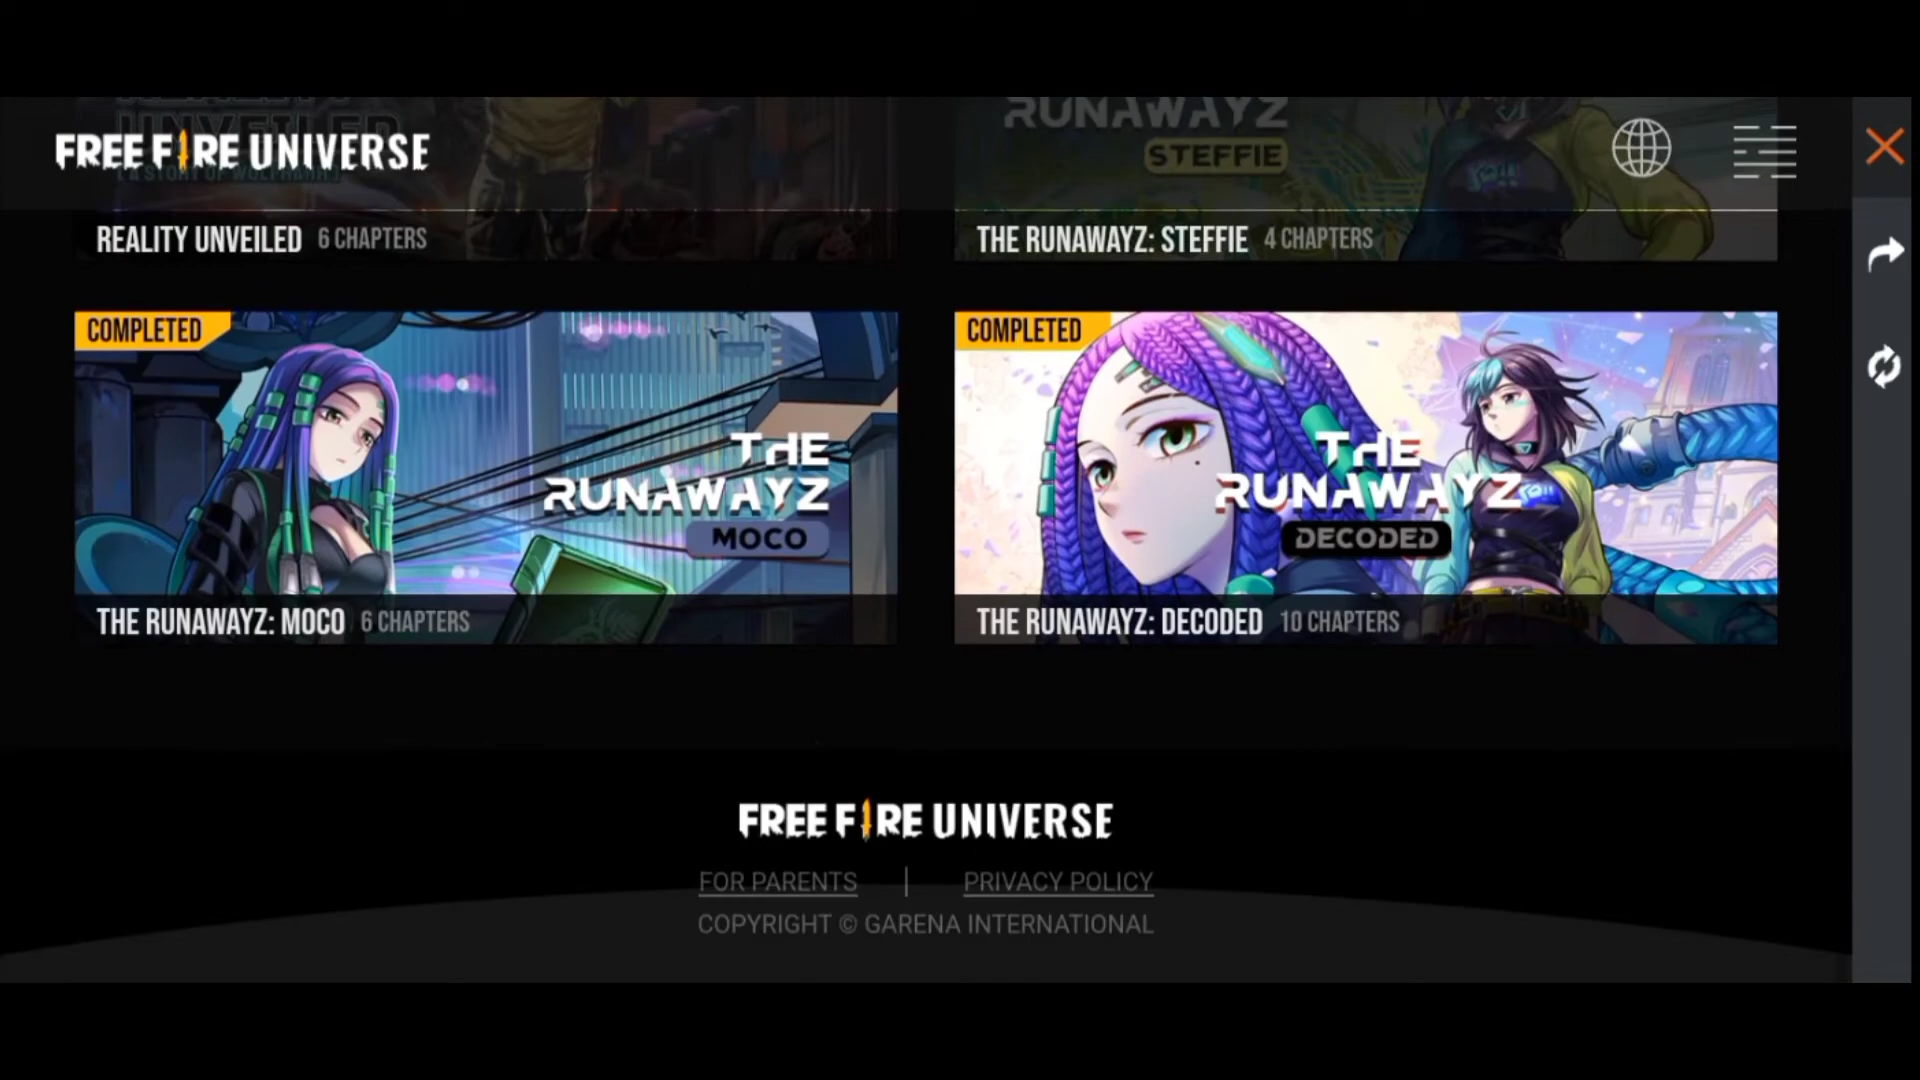 UNVEILED
RUNAWAYZ
STEFFIE
FREE FIRE UNIVERSE
REALITY UNVEILED 6 CHAPTERS
THE RUNAWAYZ: STEFFIE 4 CHAPTERS
COMPLETED
THE
RUNAWAYZ
MOCO
THE RUNAWAYZ: MOCO 6 CHAPTERS
COMPLETED
THE
RUNAWAYZ
DECODED
THE RUNAWAYZ: DECODED 10 CHAPTERS
FREE FIRE UNIVERSE
FOR PARENTS | PRIVACY POLICY
COPYRIGHT © GARENA INTERNATIONAL